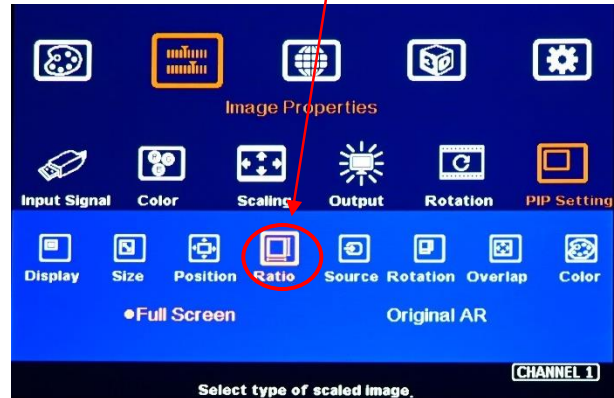 Image Properties
Input Signal Color Scaling Output Rotation PIP Setting
Display Size Position Ratio Source Rotation Overlap Color
●Full Screen Original AR
CHANNEL 1
Select type of scaled image.